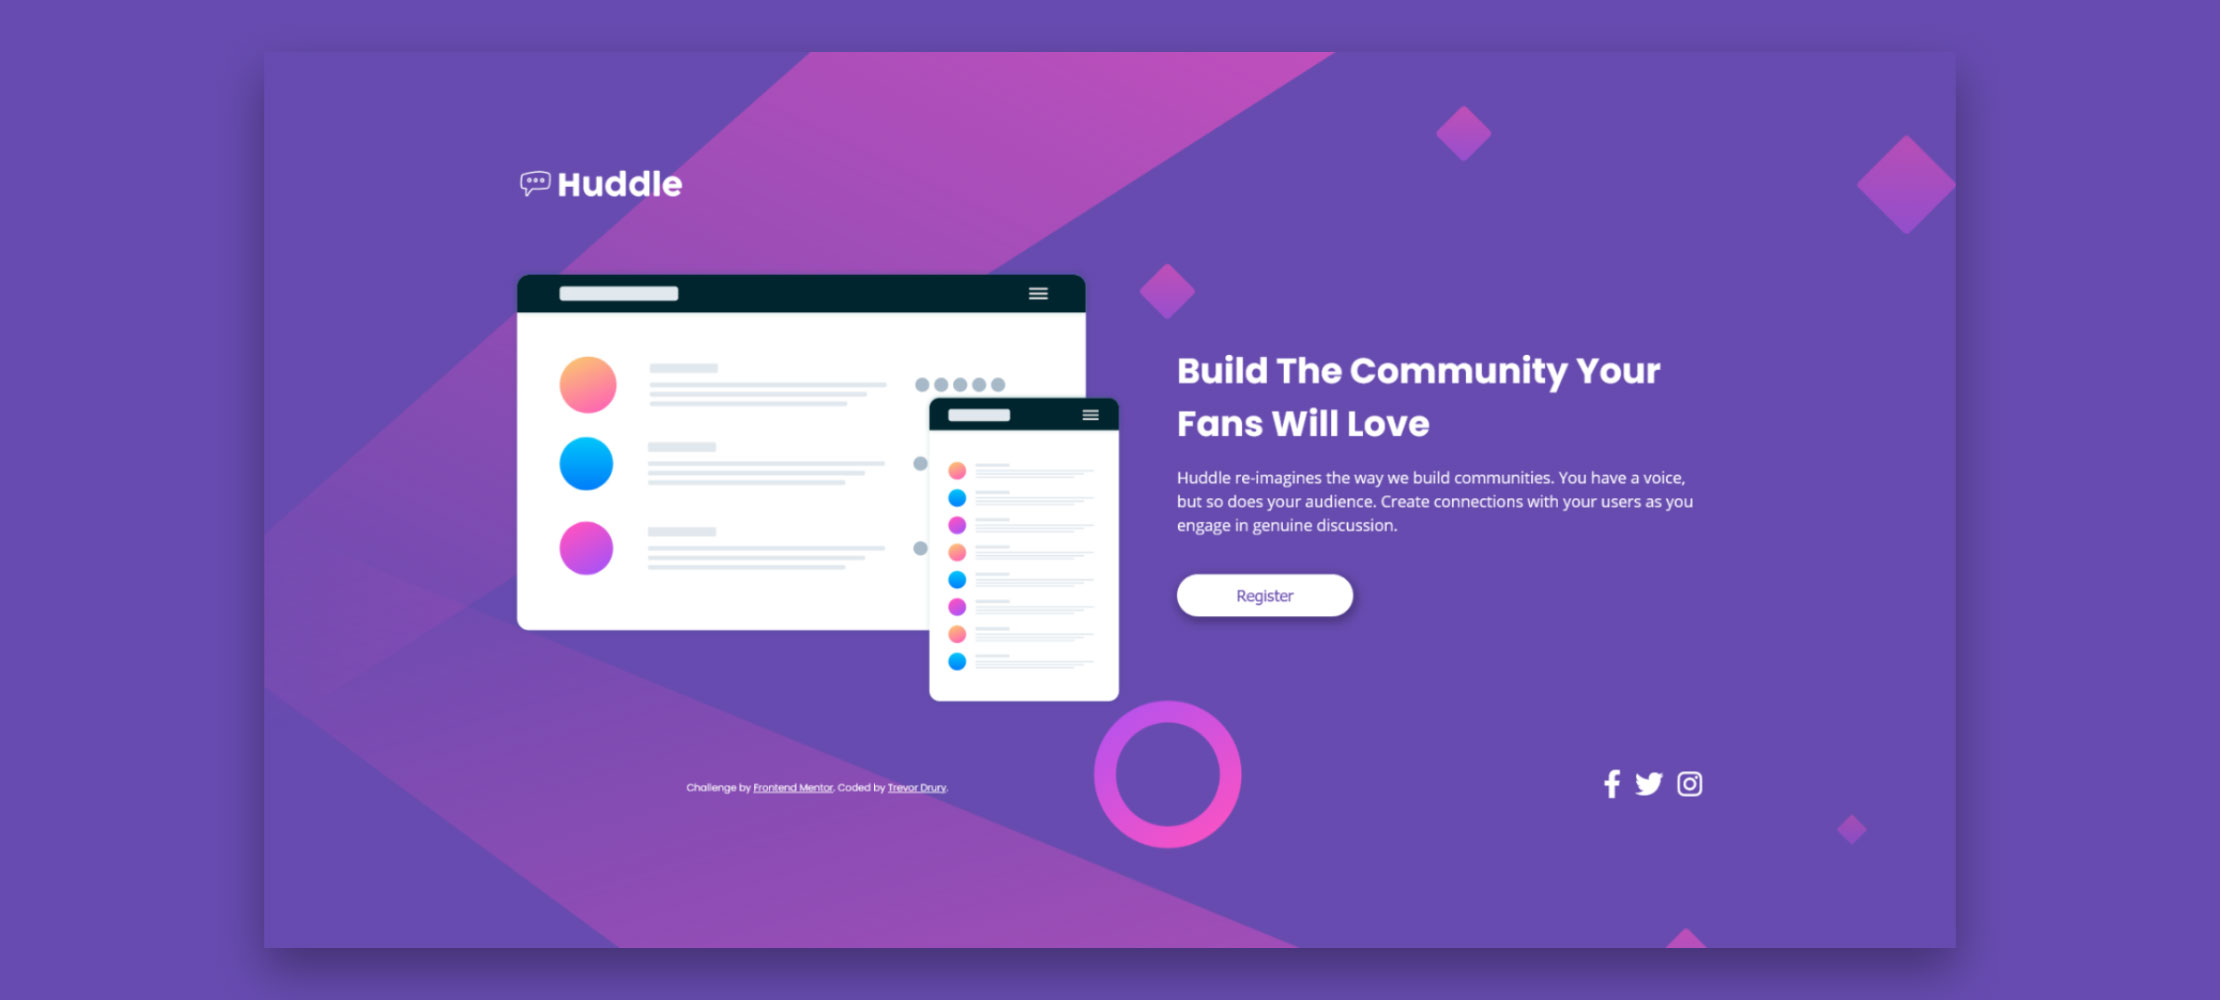 Huddle
Build The Community Your
Fans Will Love
Huddle re-imagines the way we build communities. You have a voice,
but so does your audience. Create connections with your users as you
engage in genuine discussion.
Register
Challenge by Frontend Mentor. Coded by Trevor Drury.